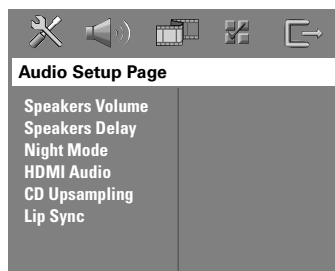 Audio Setup Page
Speakers Volume
Speakers Delay
Night Mode
HDMI Audio
CD Upsampling
Lip Sync